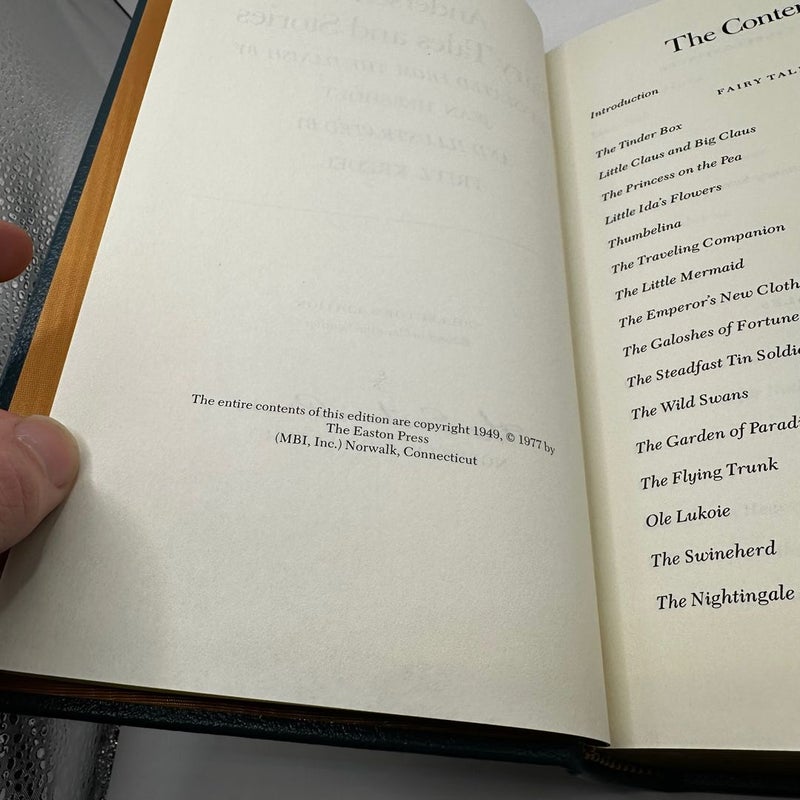 The entire contents of this edition are copyright 1949, © 1977 by
The Easton Press
(MBI, Inc.) Norwalk, Connecticut
The Conten
Introduction
FAIRY TAL
The Tinder Box
Little Claus and Big Claus
The Princess on the Pea
Little Ida's Flowers
Thumbelina
The Traveling Companion
The Little Mermaid
The Emperor's New Cloth
The Galoshes of Fortune
The Steadfast Tin Soldie
The Wild Swans
The Garden of Paradi
The Flying Trunk
Ole Lukoie
The Swineherd
The Nightingale